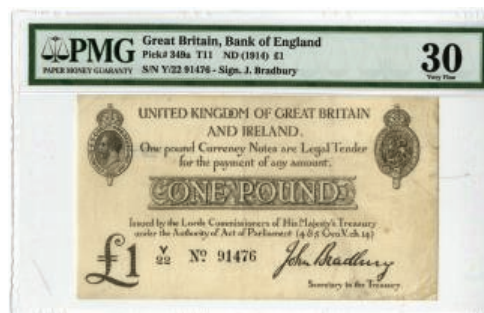 PMG
PAPER MONEY GUARANTY
Great Britain, Bank of England
Pick# 349a T11 ND (1914) £1
S/N Y/22 91476 - Sign. J. Bradbury
30
Very Fine
UNITED KINGDOM OF GREAT BRITAIN
AND IRELAND.
One pound Currency Notes are Legal Tender
for the payment of any amount.
ONE POUND
Issued by the Lords Commissioners of His Majesty's Treasury
under the Authority of Act of Parliament (4 & 5 Geo. V. ch. 14)
£1 Y/22 Nº 91476 John Bradbury
Secretary to the Treasury.